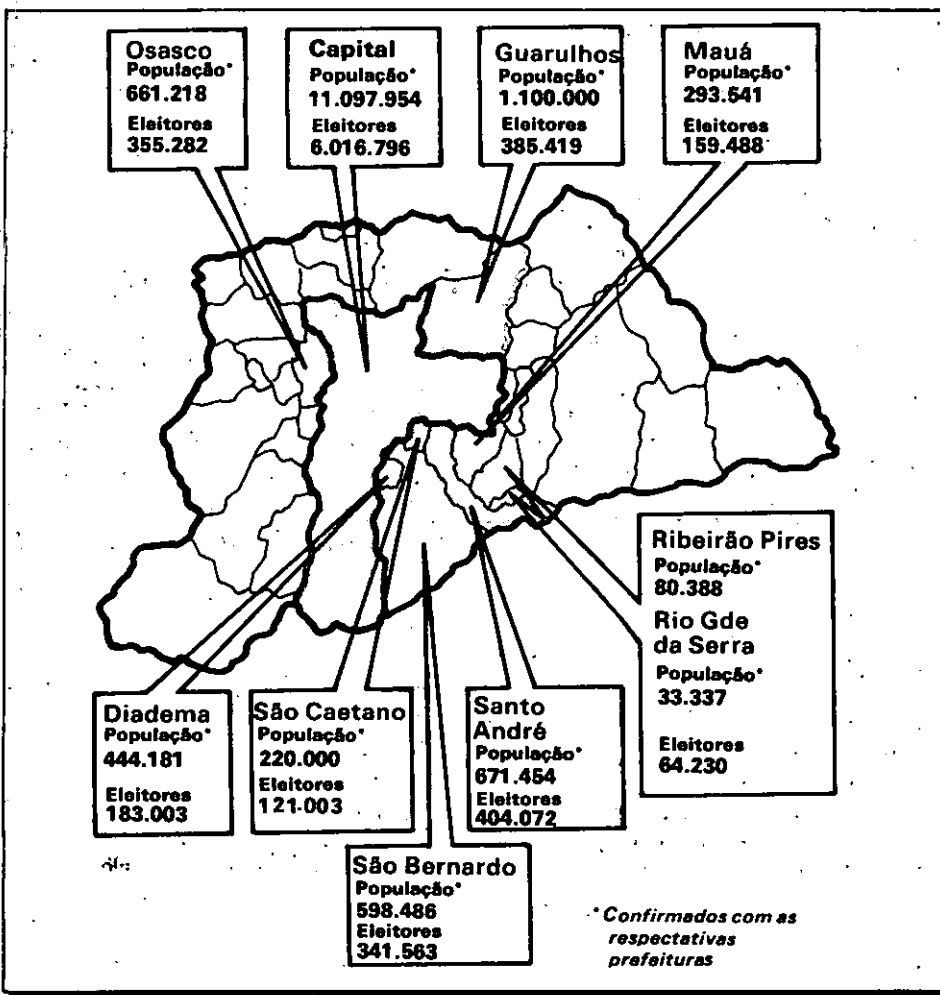 Osasco
População*
661.218
Eleitores
355.282
Capital
População*
11.097.954
Eleitores
6.016.796
Guarulhos
População*
1.100.000
Eleitores
385.419
Mauá
População*
293.541
Eleitores
159.488
Ribeirão Pires
População*
80.388
Rio Gde
da Serra
População*
33.337
Eleitores
64.230
Diadema
População*
444.181
Eleitores
183.003
São Caetano
População*
220.000
Eleitores
121.003
Santo
André
População*
671.454
Eleitores
404.072
São Bernardo
População*
598.486
Eleitores
341.563
*Confirmados com as
respectativas
prefeituras